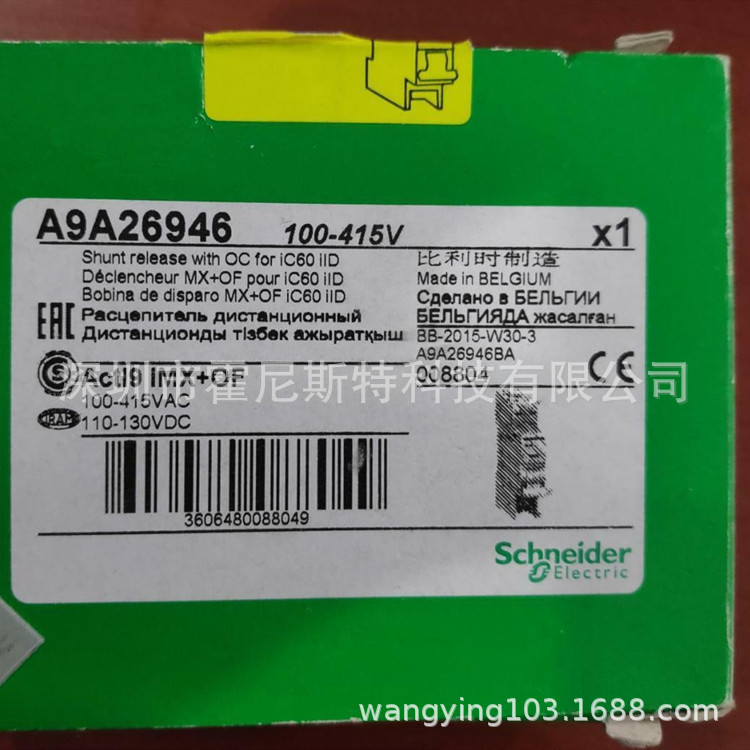 A9A26946 100-415V x1
Shunt release with OC for iC60 iID
Déclencheur MX+OF pour iC60 iID
Bobina de disparo MX+OF iC60 iID
Расцепитель дистанционный
Дистанционды тізбек ажыратқыш
比利时制造
Made in BELGIUM
Сделано в БЕЛЬГИИ
БЕЛЬГИЯДА жасалған
BB-2015-W30-3
A9A26946BA
008804
EAC
CE
深圳市霍尼斯特科技有限公司
Acti9 iMX+OF
100-415VAC
110-130VDC
3606480088049
Schneider
Electric
wangying103.1688.com